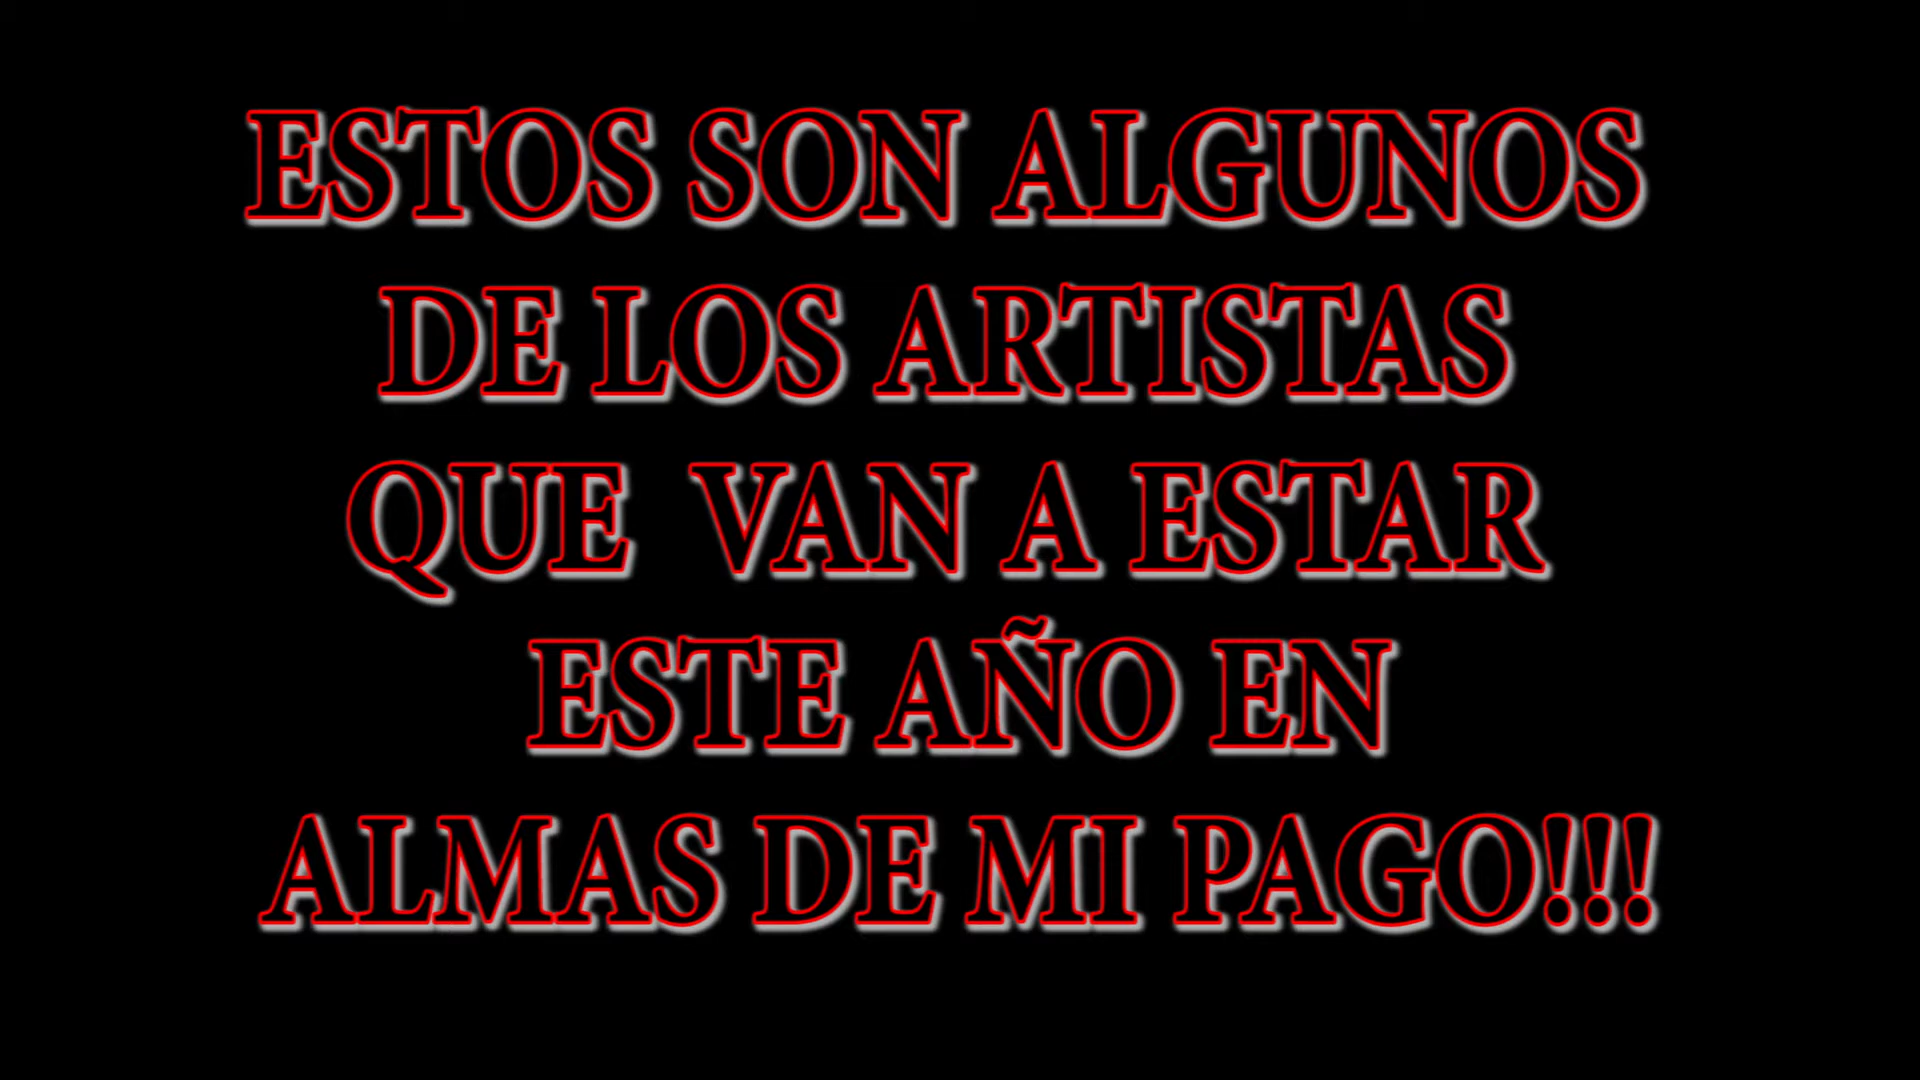 ESTOS SON ALGUNOS
DE LOS ARTISTAS
QUE VAN A ESTAR
ESTE AÑO EN
ALMAS DE MI PAGO!!!